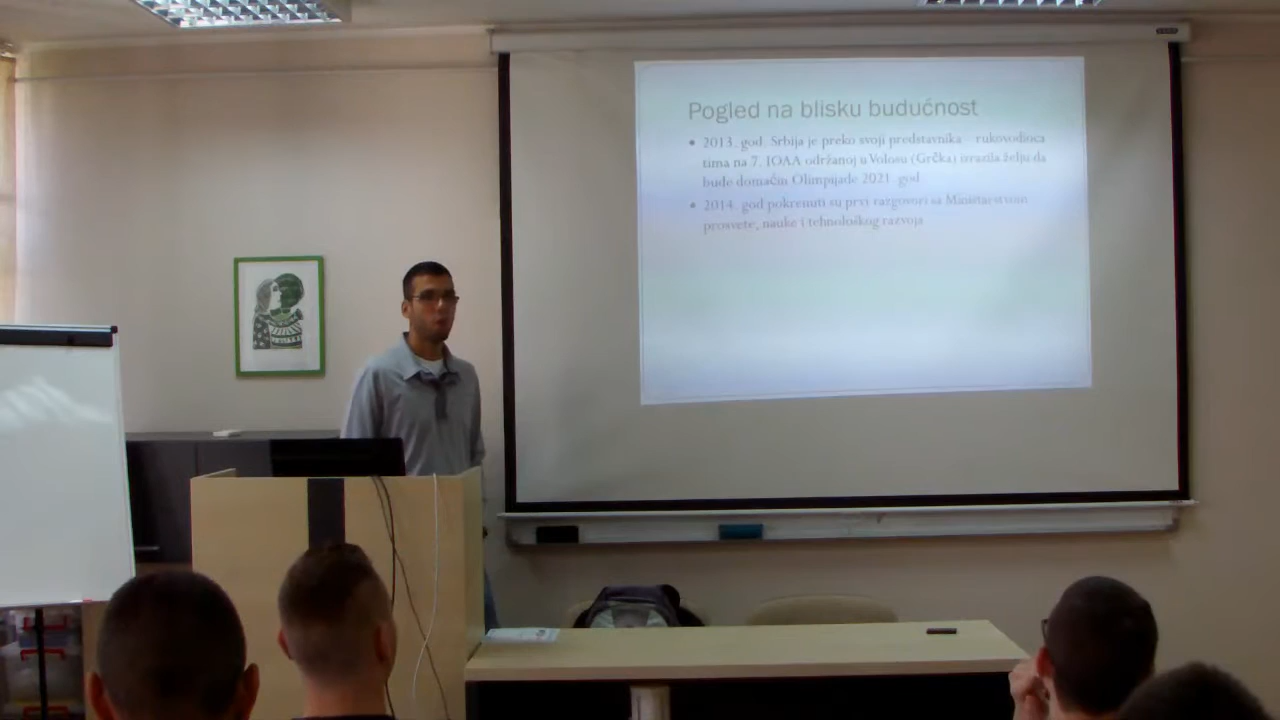 Pogled na blisku budućnost
• 2013. god. Srbija je preko svoji predstavnika – rukovodioca
tima na 7. IOAA održanoj u Volosu (Grčka) izrazila želju da
bude domaćin Olimpijade 2021. god
• 2014. god pokrenuti su prvi razgovori sa Ministarstvom
prosvete, nauke i tehnološkog razvoja